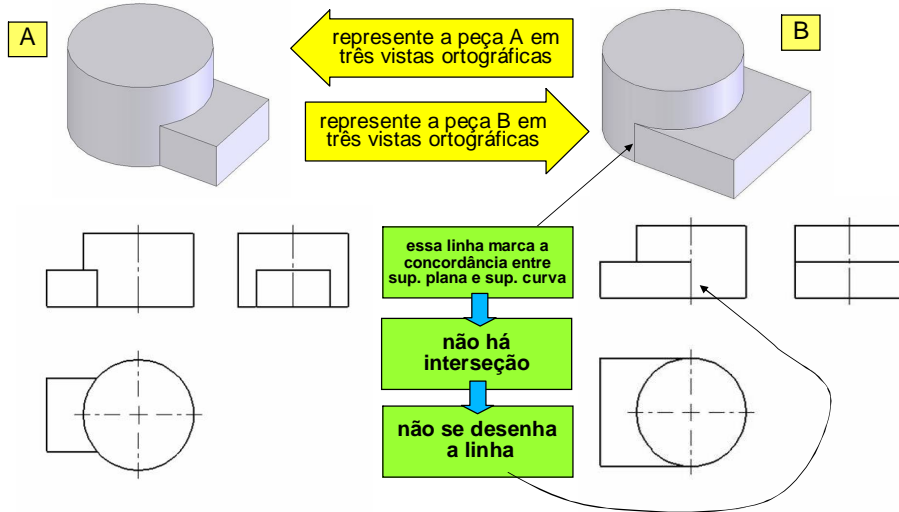 A
represente a peça A em
três vistas ortográficas
B
represente a peça B em
três vistas ortográficas
essa linha marca a
concordância entre
sup. plana e sup. curva
não há
interseção
não se desenha
a linha